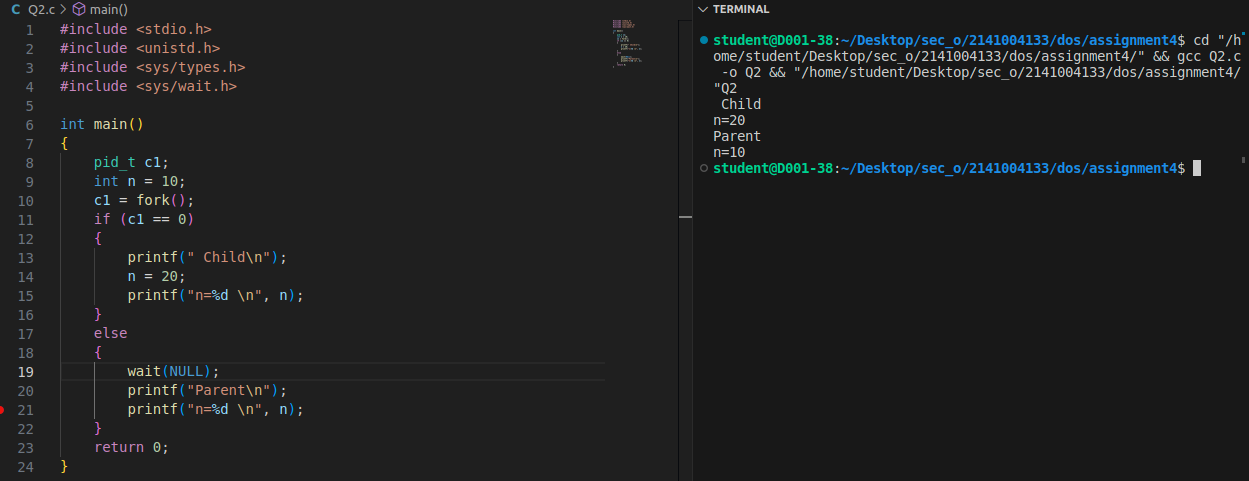 C Q2.c > main()
1 #include <stdio.h>
2 #include <unistd.h>
3 #include <sys/types.h>
4 #include <sys/wait.h>
5
6 int main()
7 {
8 pid_t c1;
9 int n = 10;
10 c1 = fork();
11 if (c1 == 0)
12 {
13 printf(" Child\n");
14 n = 20;
15 printf("n=%d \n", n);
16 }
17 else
18 {
19 wait(NULL);
20 printf("Parent\n");
21 printf("n=%d \n", n);
22 }
23 return 0;
24 }
TERMINAL
student@D001-38:~/Desktop/sec_o/2141004133/dos/assignment4$ cd "/h
ome/student/Desktop/sec_o/2141004133/dos/assignment4/" && gcc Q2.c
-o Q2 && "/home/student/Desktop/sec_o/2141004133/dos/assignment4/
"Q2
Child
n=20
Parent
n=10
student@D001-38:~/Desktop/sec_o/2141004133/dos/assignment4$